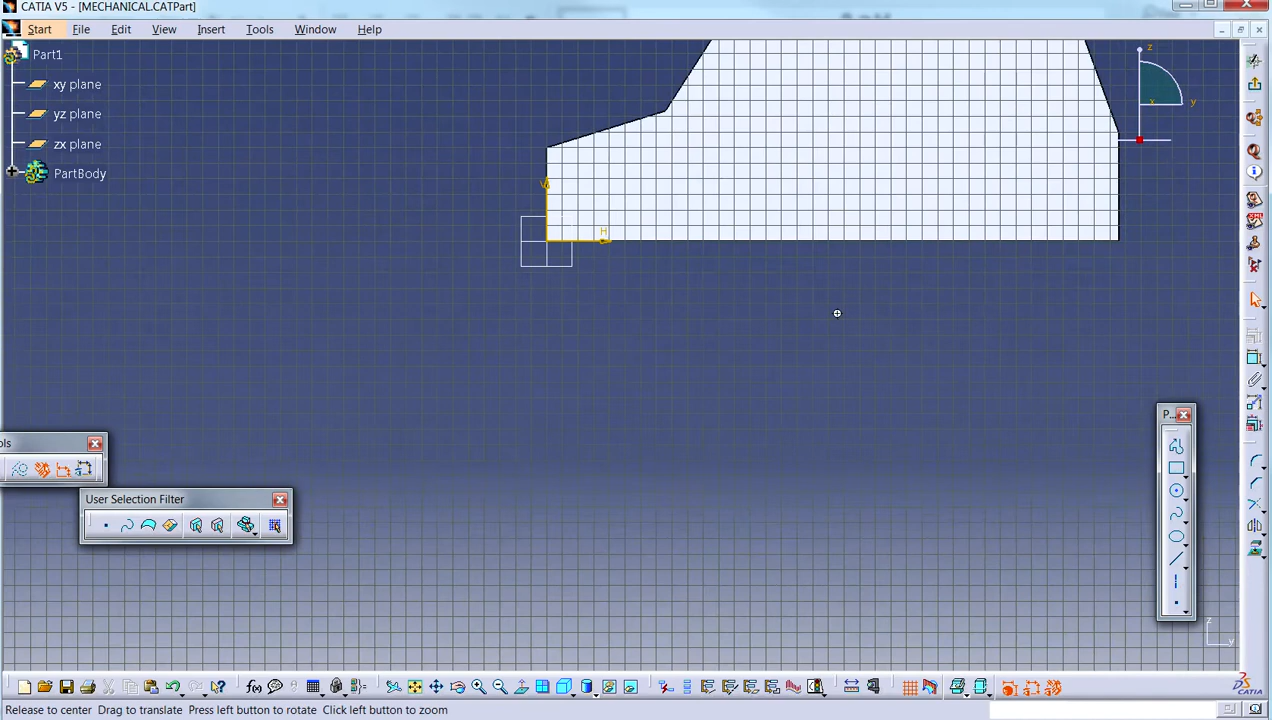 CATIA V5 - [MECHANICAL.CATPart]
Start File Edit View Insert Tools Window Help
Part1
xy plane
yz plane
zx plane
PartBody
z
x
y
V
H
P...
ols
User Selection Filter
z
y
Release to center Drag to translate Press left button to rotate Click left button to zoom
CATIA